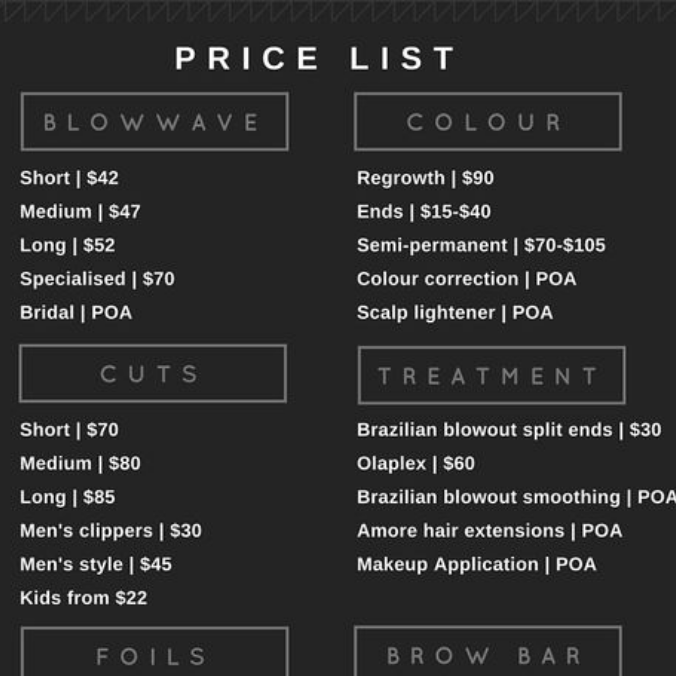 PRICE LIST
BLOWWAVE
Short | $42
Medium | $47
Long | $52
Specialised | $70
Bridal | POA
COLOUR
Regrowth | $90
Ends | $15-$40
Semi-permanent | $70-$105
Colour correction | POA
Scalp lightener | POA
CUTS
Short | $70
Medium | $80
Long | $85
Men's clippers | $30
Men's style | $45
Kids from $22
TREATMENT
Brazilian blowout split ends | $30
Olaplex | $60
Brazilian blowout smoothing | POA
Amore hair extensions | POA
Makeup Application | POA
FOILS
BROW BAR